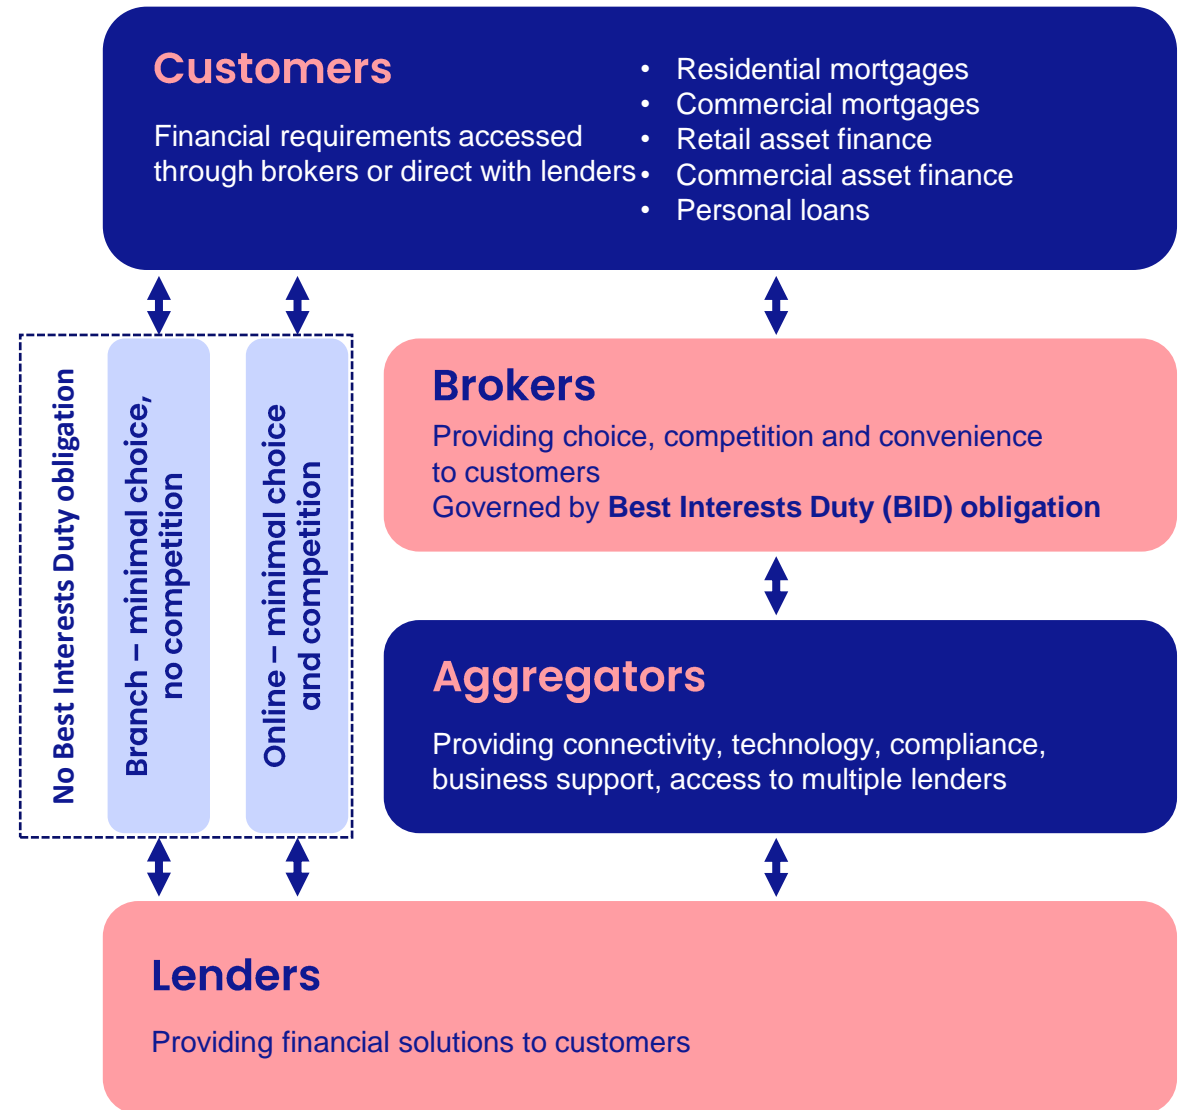 Customers
Financial requirements accessed
through brokers or direct with lenders
• Residential mortgages
• Commercial mortgages
• Retail asset finance
• Commercial asset finance
• Personal loans
No Best Interests Duty obligation
Branch – minimal choice,
no competition
Online – minimal choice
and competition
Brokers
Providing choice, competition and convenience
to customers
Governed by Best Interests Duty (BID) obligation
Aggregators
Providing connectivity, technology, compliance,
business support, access to multiple lenders
Lenders
Providing financial solutions to customers